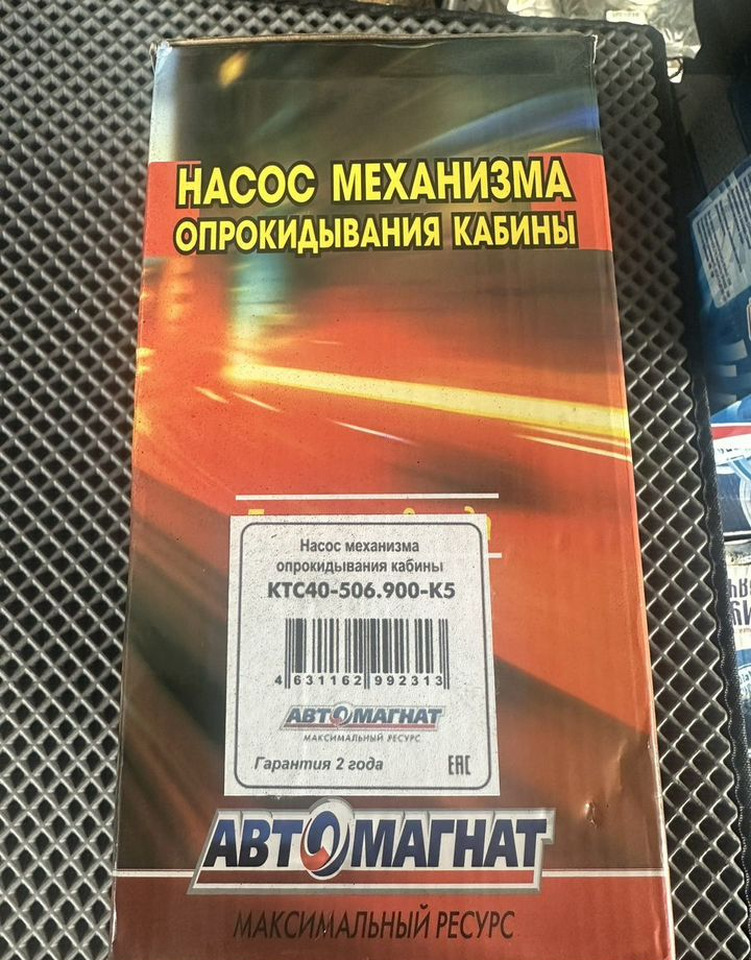 НАСОС МЕХАНИЗМА
ОПРОКИДЫВАНИЯ КАБИНЫ
Насос механизма
опрокидывания кабины
КТС40-506.900-К5
4 631162 992313
АВТОМАГНАТ
МАКСИМАЛЬНЫЙ РЕСУРС
Гарантия 2 года
ЕАС
АВТОМАГНАТ
МАКСИМАЛЬНЫЙ РЕСУРС